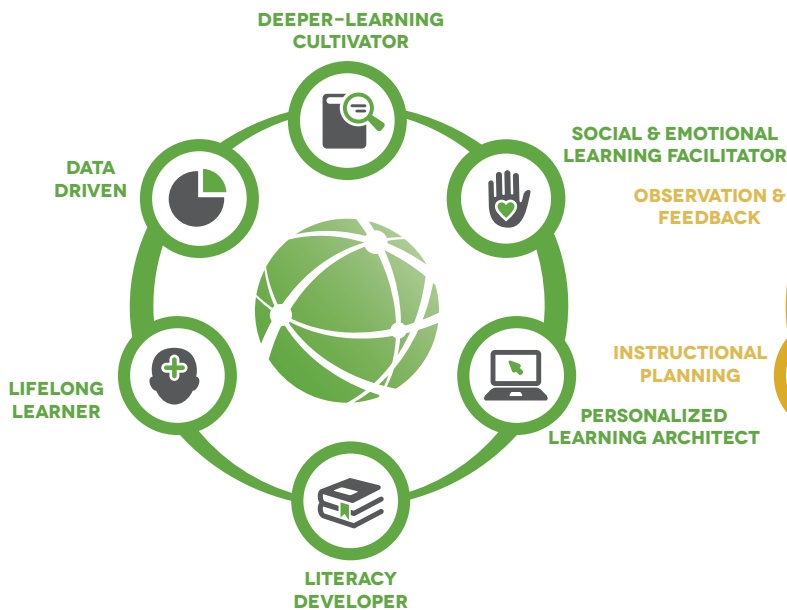 DEEPER-LEARNING
CULTIVATOR
SOCIAL & EMOTIONAL
LEARNING FACILITATOR
DATA
DRIVEN
OBSERVATION &
FEEDBACK
INSTRUCTIONAL
PLANNING
LIFELONG
LEARNER
PERSONALIZED
LEARNING ARCHITECT
LITERACY
DEVELOPER